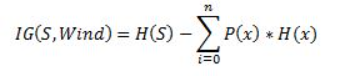 IG(S,Wind) = H(S) − ∑_{i=0}^{n} P(x) * H(x)